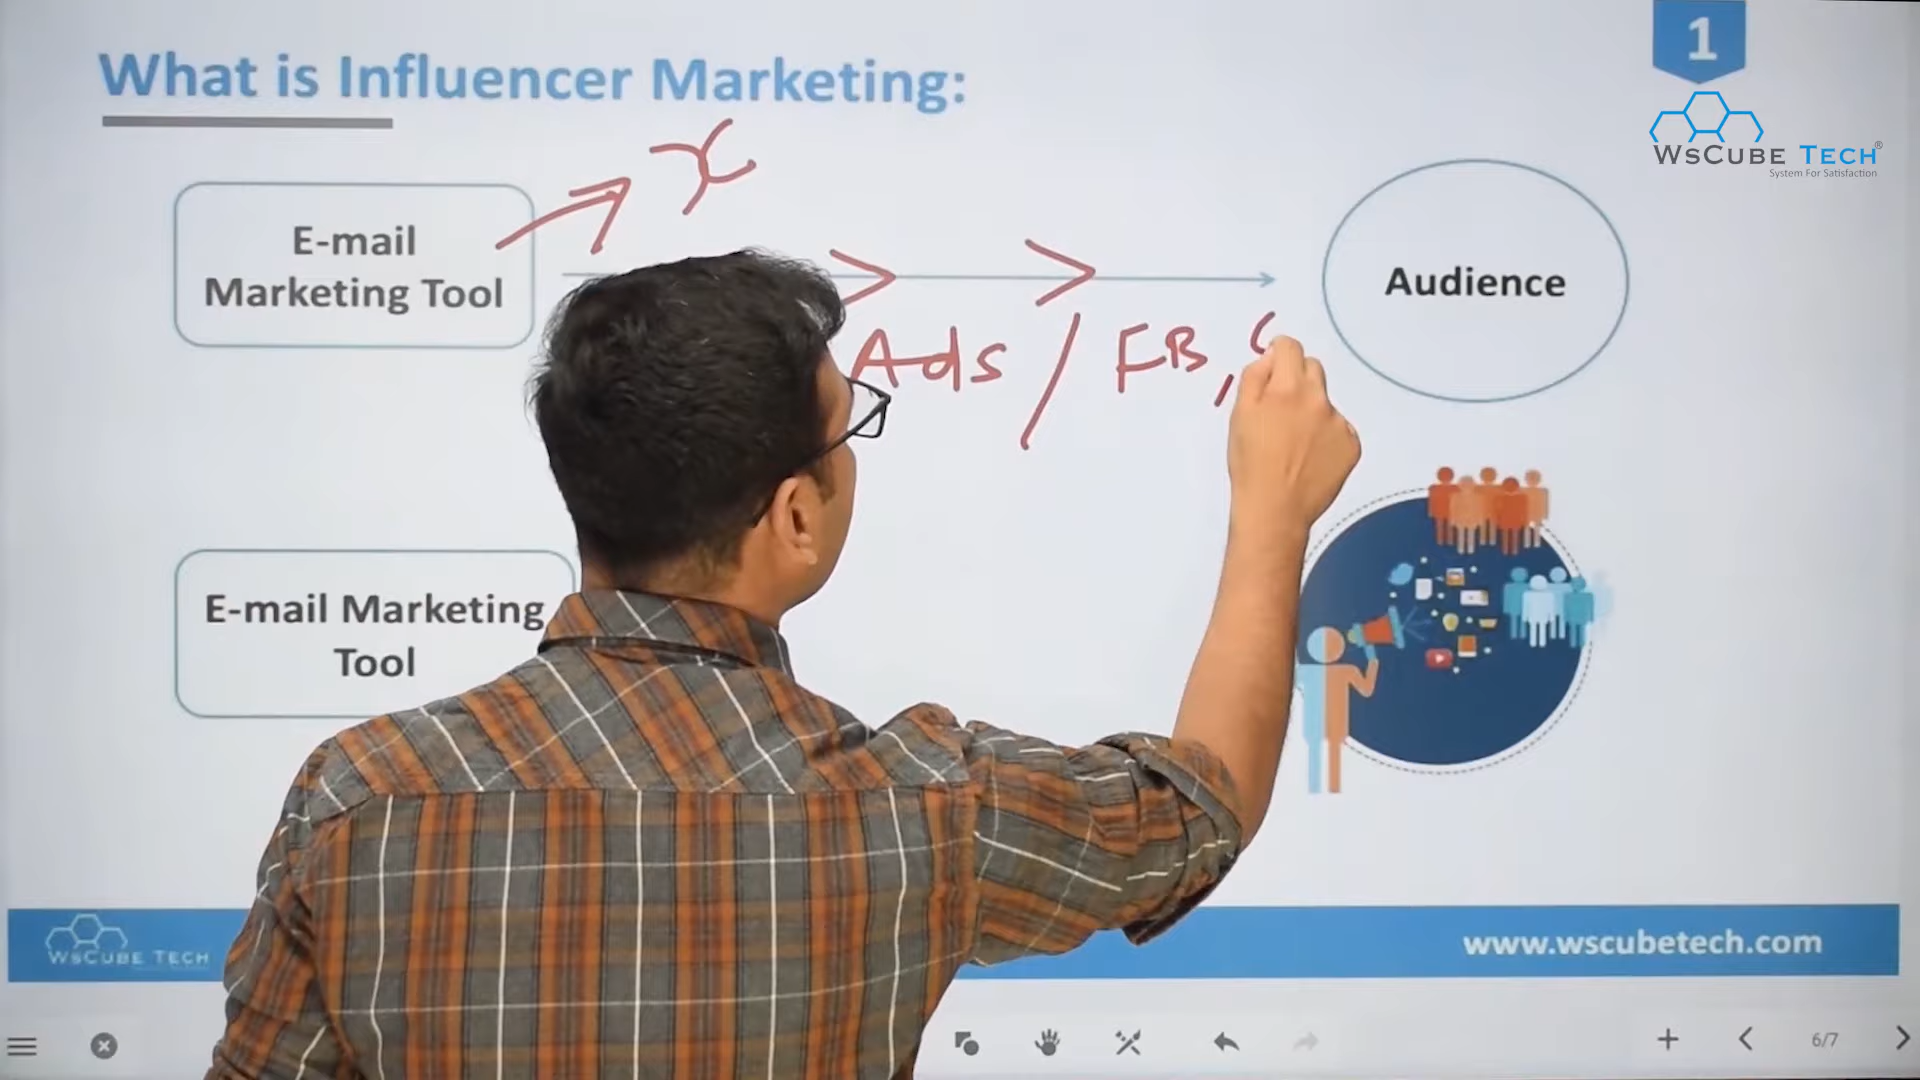 What is Influencer Marketing:
1
WSCUBE TECH®
System For Satisfaction
x
E-mail
Marketing Tool
Audience
Ads / FB,
E-mail Marketing
Tool
WSCUBE TECH
www.wscubetech.com
6/7